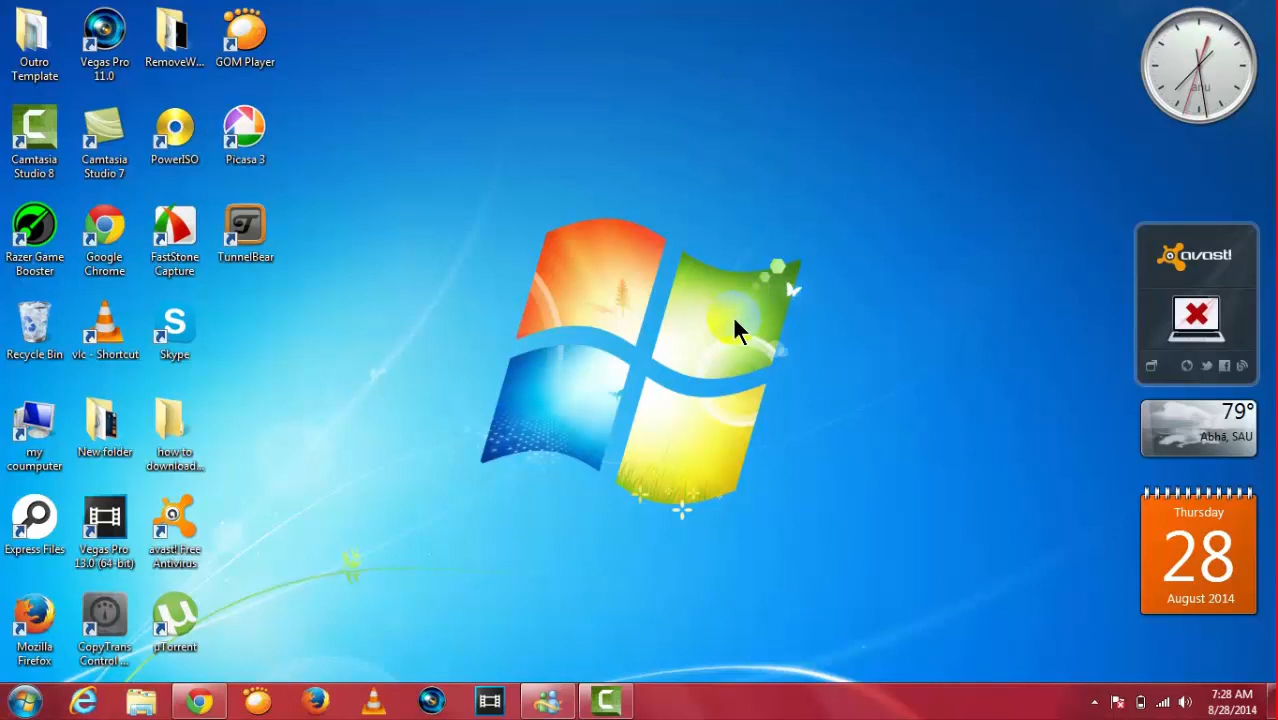 Outro
Template
Vegas Pro
11.0
RemoveW...
GOM Player
Camtasia
Studio 8
Camtasia
Studio 7
PowerISO
Picasa 3
Razer Game
Booster
Google
Chrome
FastStone
Capture
TunnelBear
Recycle Bin
vlc - Shortcut
Skype
my
coumputer
New folder
how to
download...
Express Files
Vegas Pro
13.0 (64-bit)
avast! Free
Antivirus
Mozilla
Firefox
CopyTrans
Control ...
µTorrent
avast!
79°
Abhā, SAU
Thursday
28
August 2014
7:28 AM
8/28/2014